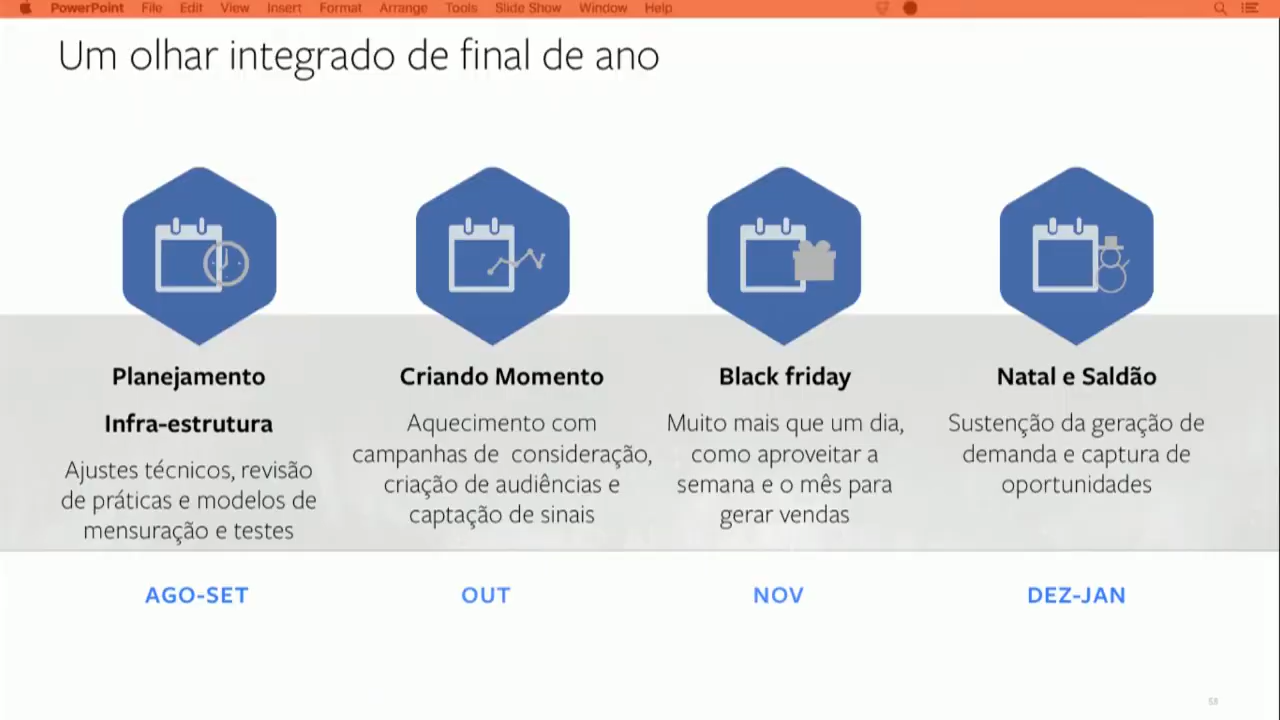 PowerPoint File Edit View Insert Format Arrange Tools Slide Show Window Help
Um olhar integrado de final de ano
Planejamento
Infra-estrutura
Ajustes técnicos, revisão
de práticas e modelos de
mensuração e testes
AGO-SET
Criando Momento
Aquecimento com
campanhas de consideração,
criação de audiências e
captação de sinais
OUT
Black friday
Muito mais que um dia,
como aproveitar a
semana e o mês para
gerar vendas
NOV
Natal e Saldão
Sustenção da geração de
demanda e captura de
oportunidades
DEZ-JAN